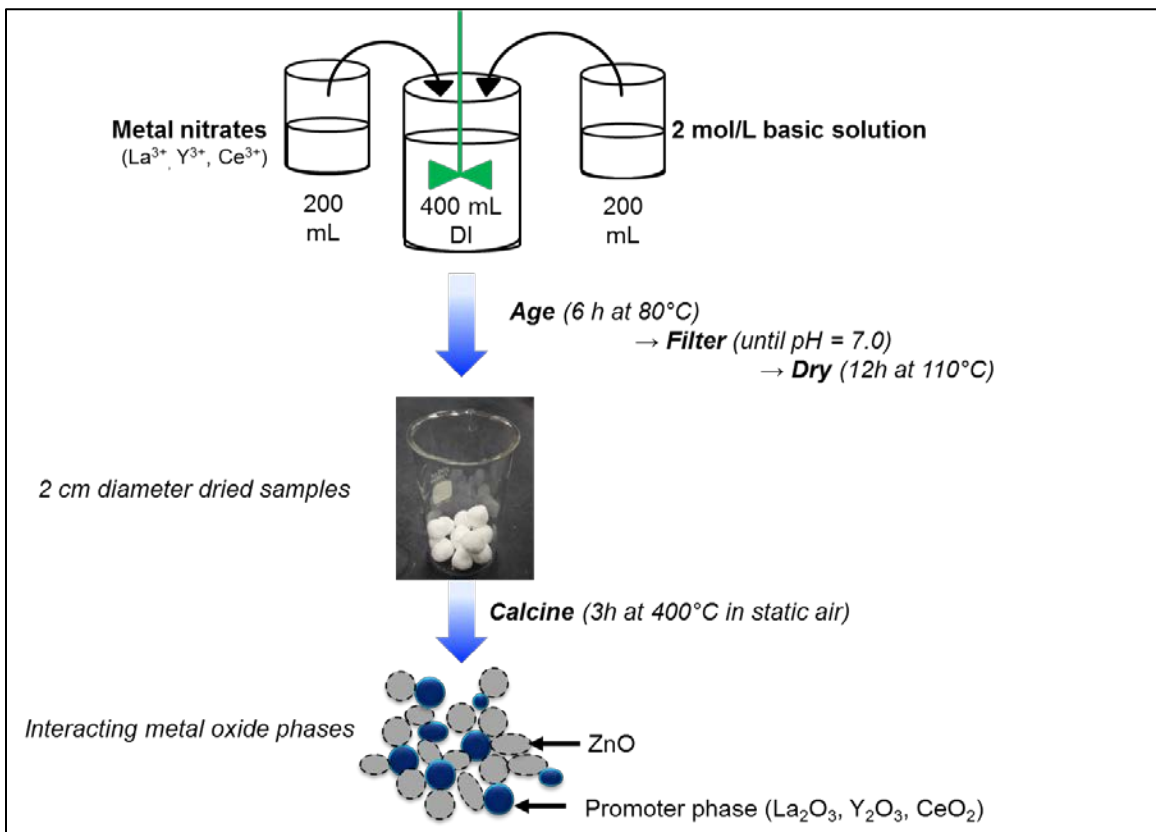 Metal nitrates
(La³⁺, Y³⁺, Ce³⁺)
200
mL
400 mL
DI
2 mol/L basic solution
200
mL
Age (6 h at 80°C)
→ Filter (until pH = 7.0)
→ Dry (12h at 110°C)
2 cm diameter dried samples
Calcine (3h at 400°C in static air)
Interacting metal oxide phases
ZnO
Promoter phase (La₂O₃, Y₂O₃, CeO₂)